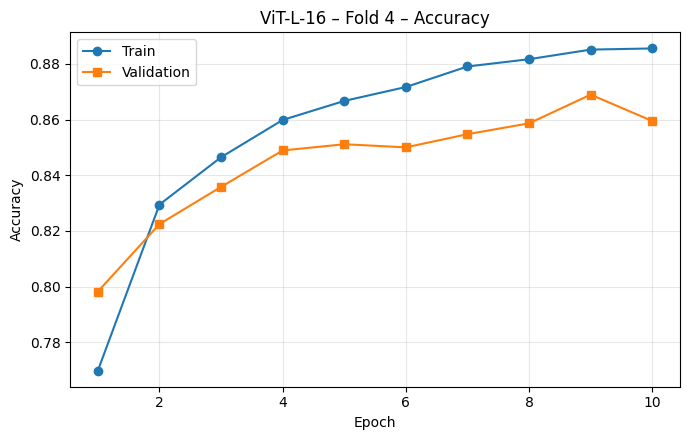 ViT-L-16 – Fold 4 – Accuracy
Train
Validation
Accuracy
0.88
0.86
0.84
0.82
0.80
0.78
2 4 6 8 10
Epoch